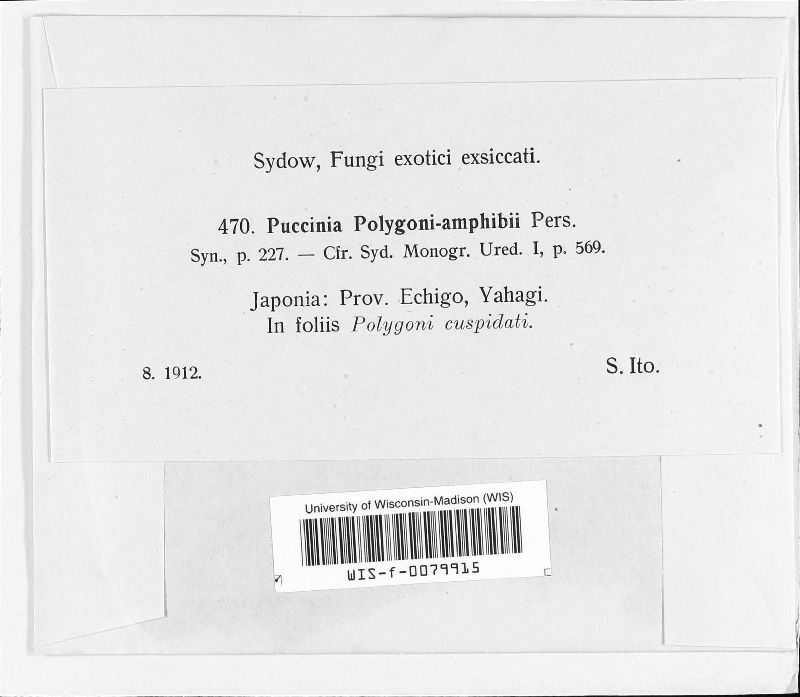 Sydow, Fungi exotici exsiccati.
470. Puccinia Polygoni-amphibii Pers.
Syn., p. 227. — Cfr. Syd. Monogr. Ured. I, p. 569.
Japonia: Prov. Echigo, Yahagi.
In foliis Polygoni cuspidati.
8. 1912. S. Ito.
University of Wisconsin-Madison (WIS)
WIS-f-0079915